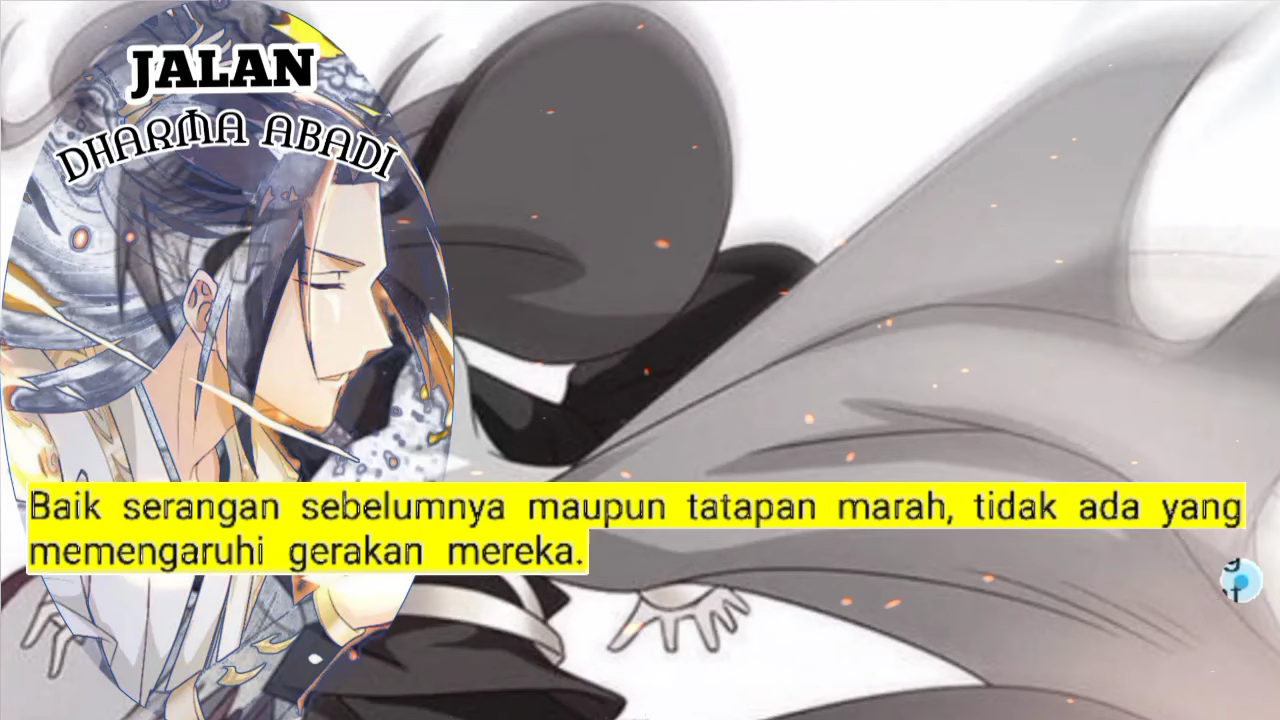 JALAN
DHARMA ABADI
Baik serangan sebelumnya maupun tatapan marah, tidak ada yang
memengaruhi gerakan mereka.